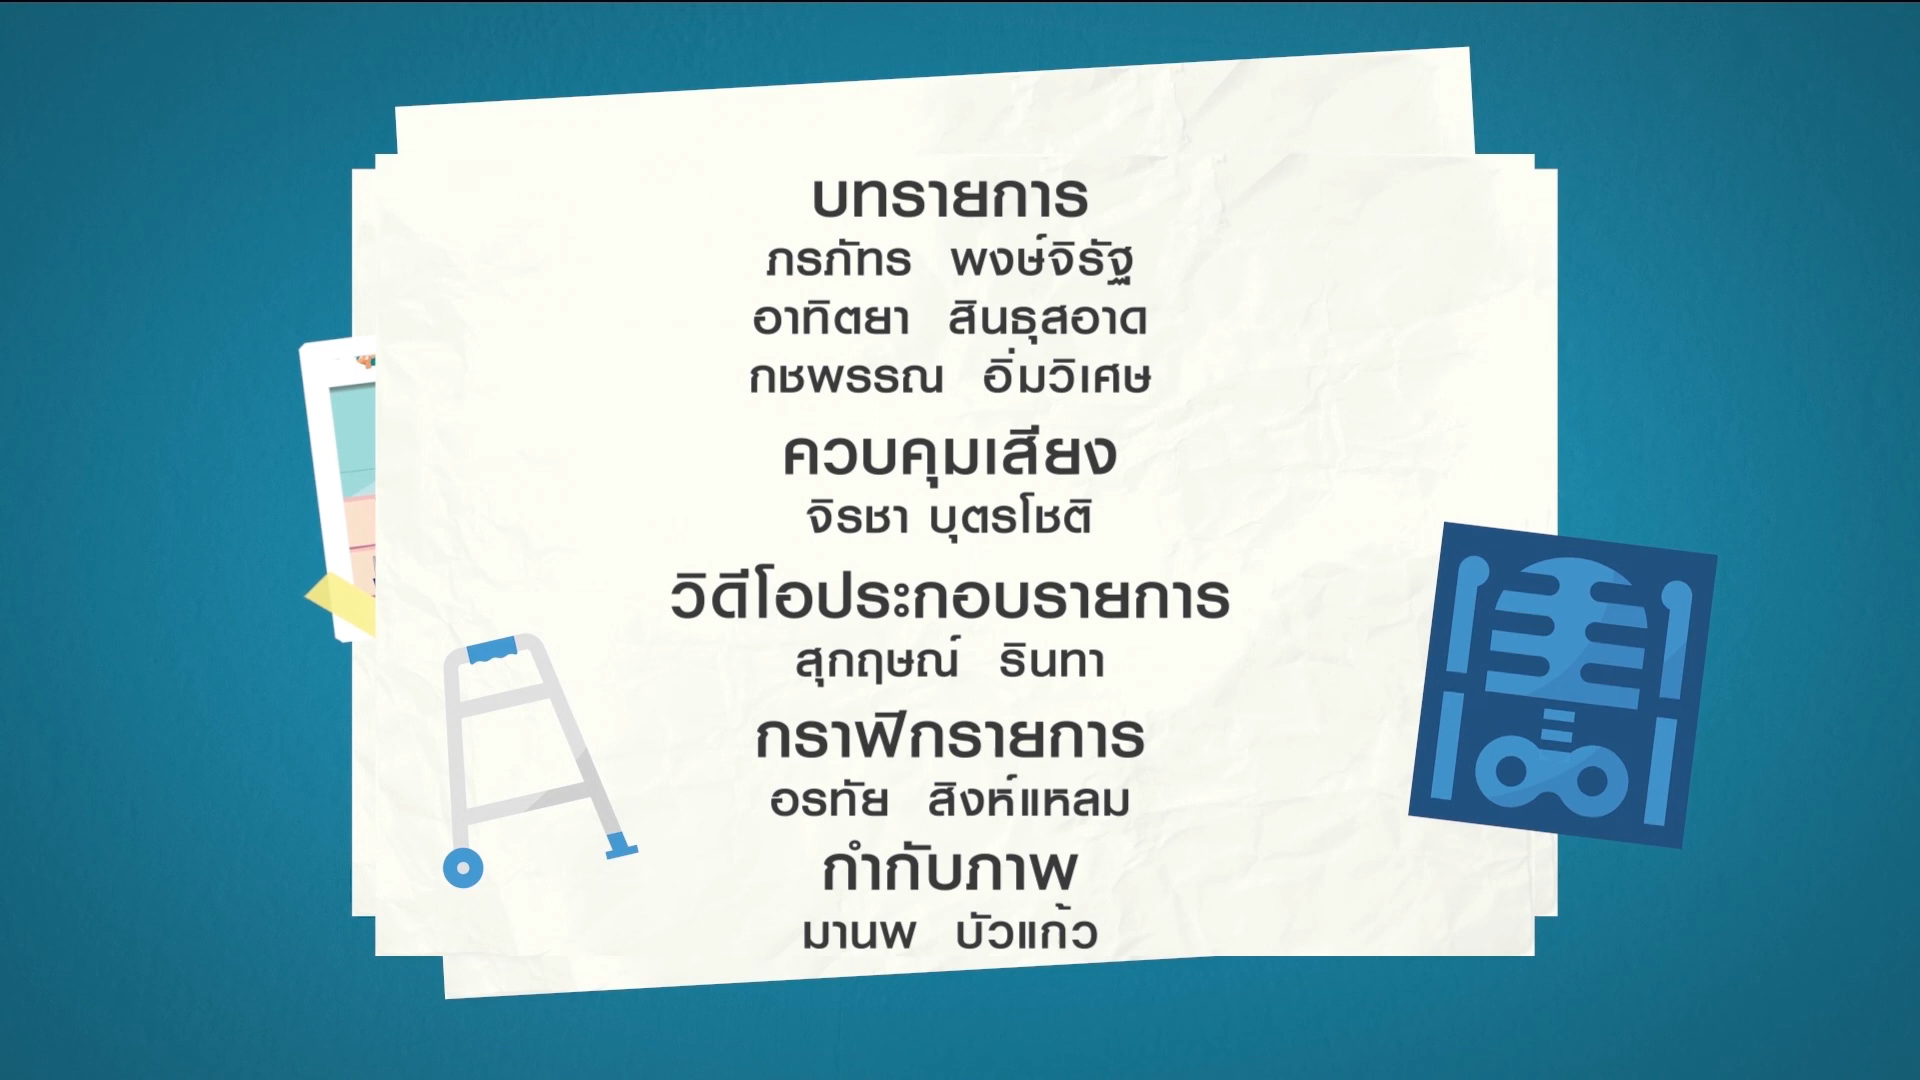 บทรายการ
ภรภัทร พงษ์จิรัฐ
อาทิตยา สินธุสอาด
กชพรรณ อิ่มวิเศษ
ควบคุมเสียง
จิรชา บุตรโชติ
วิดีโอประกอบรายการ
สุกฤษณ์ รินทา
กราฟิกรายการ
อรทัย สิงห์แหลม
กำกับภาพ
มานพ บัวแก้ว